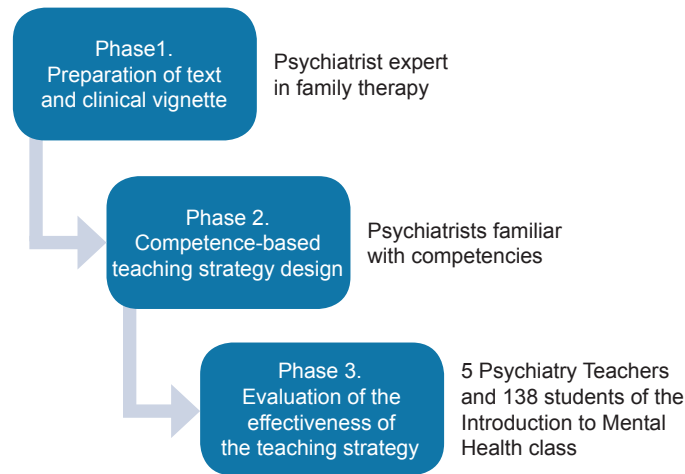 Phase1.
Preparation of text
and clinical vignette
Psychiatrist expert
in family therapy
Phase 2.
Competence-based
teaching strategy design
Psychiatrists familiar
with competencies
Phase 3.
Evaluation of the
effectiveness of
the teaching strategy
5 Psychiatry Teachers
and 138 students of the
Introduction to Mental
Health class